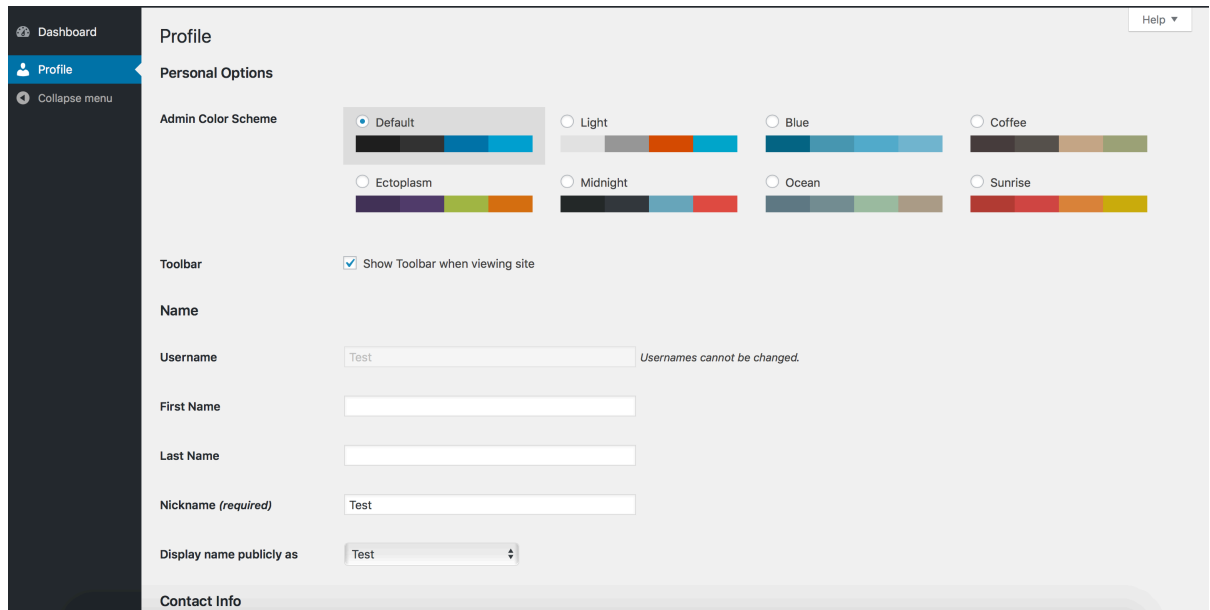 Help
Dashboard
Profile
Collapse menu
Profile
Personal Options
Admin Color Scheme
Default
Light
Blue
Coffee
Ectoplasm
Midnight
Ocean
Sunrise
Toolbar
Show Toolbar when viewing site
Name
Username
Test
Usernames cannot be changed.
First Name
Last Name
Nickname (required)
Test
Display name publicly as
Test
Contact Info